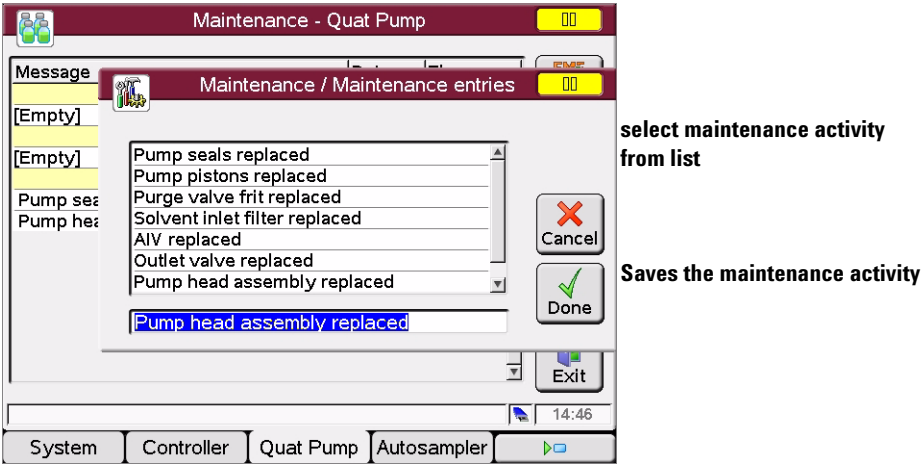 Maintenance - Quat Pump
Message
EMF
Maintenance / Maintenance entries
[Empty]
[Empty]
Pump sea
Pump hea
Pump seals replaced
Pump pistons replaced
Purge valve frit replaced
Solvent inlet filter replaced
AIV replaced
Outlet valve replaced
Pump head assembly replaced
Pump head assembly replaced
Cancel
Done
Exit
select maintenance activity
from list
Saves the maintenance activity
14:46
System
Controller
Quat Pump
Autosampler